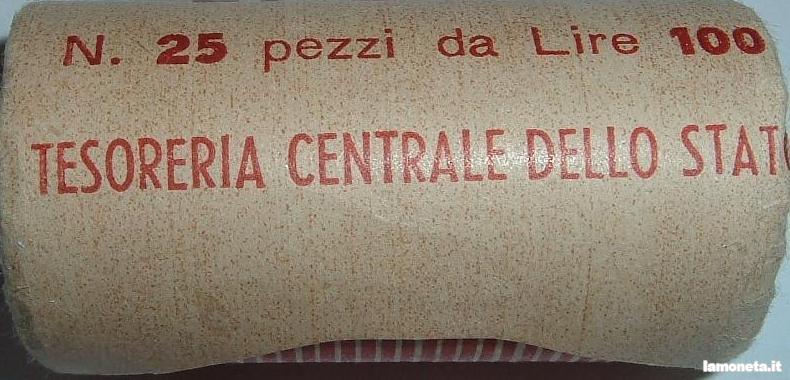 N. 25 pezzi da Lire 100
TESORERIA CENTRALE DELLO STATO
lamoneta.it